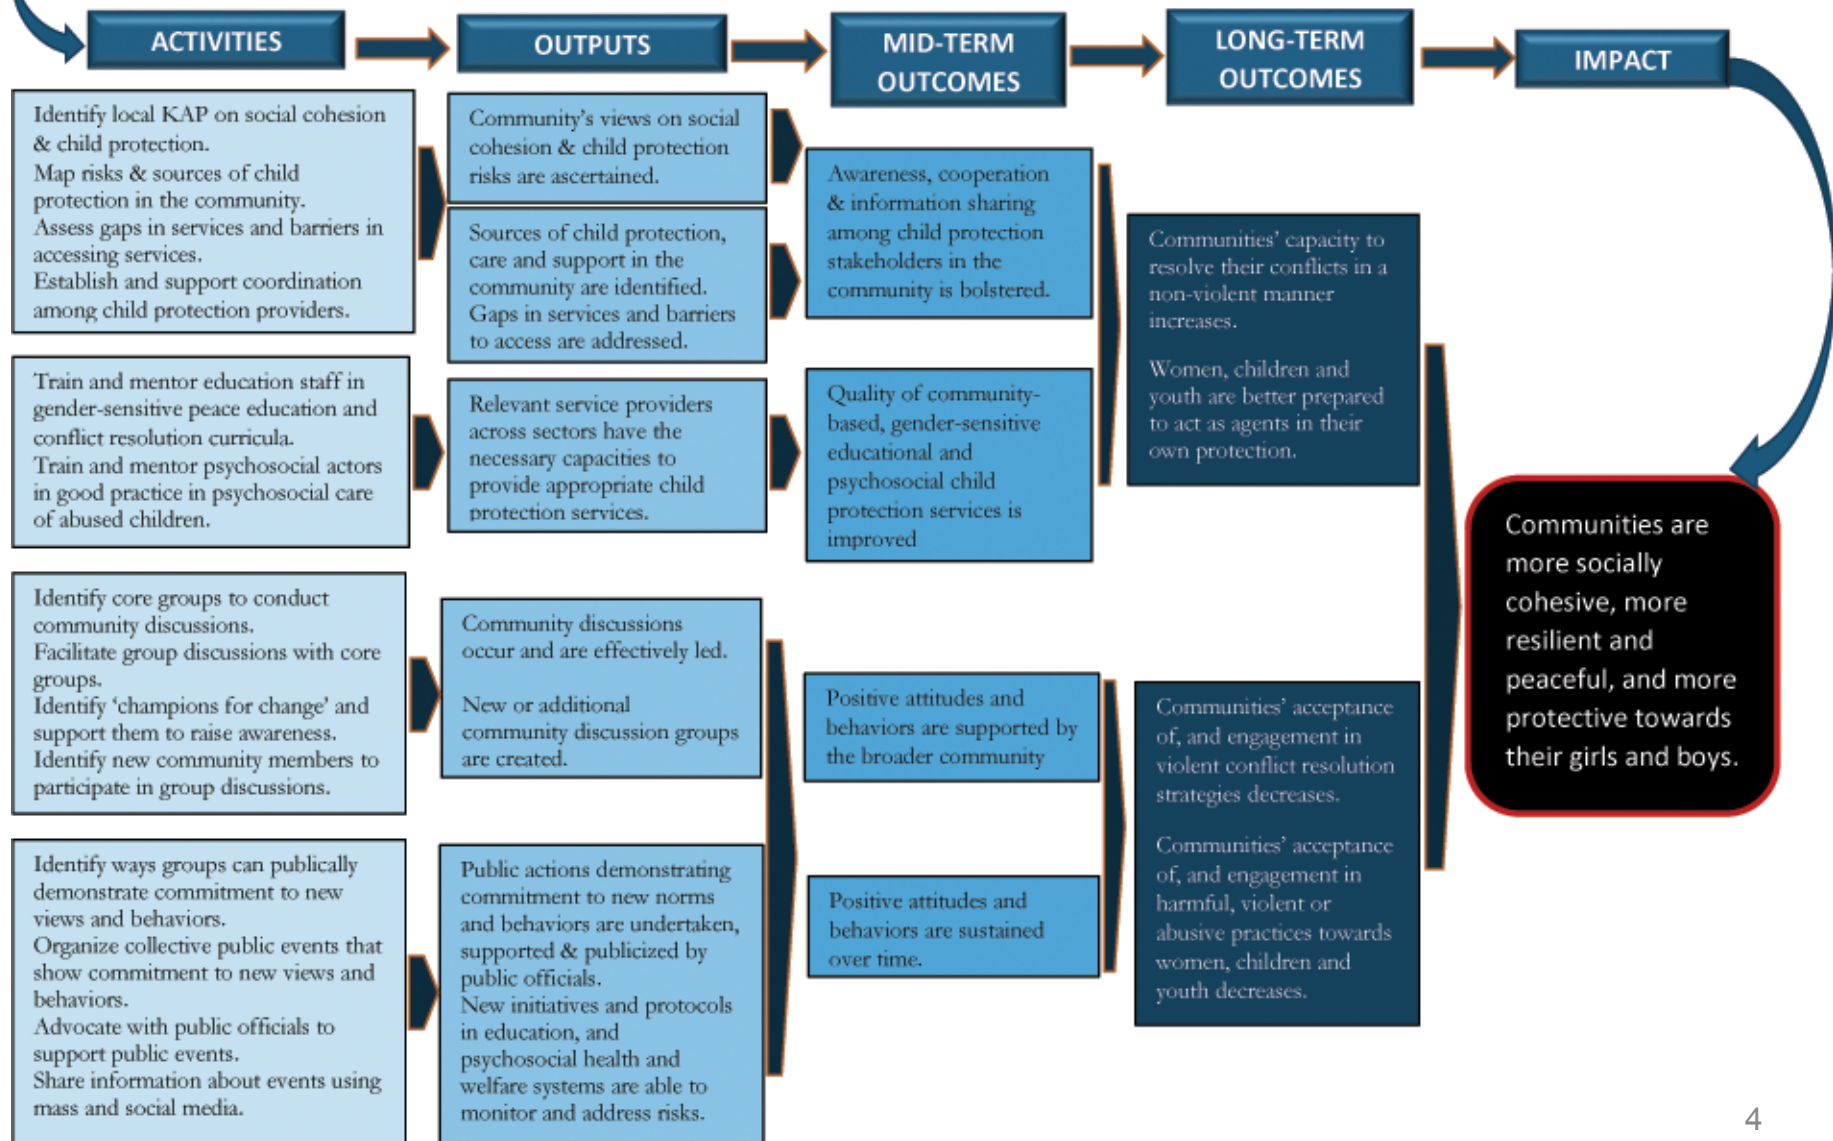 ACTIVITIES
OUTPUTS
MID-TERM
OUTCOMES
LONG-TERM
OUTCOMES
IMPACT
Identify local KAP on social cohesion
& child protection.
Map risks & sources of child
protection in the community.
Assess gaps in services and barriers in
accessing services.
Establish and support coordination
among child protection providers.
Train and mentor education staff in
gender-sensitive peace education and
conflict resolution curricula.
Train and mentor psychosocial actors
in good practice in psychosocial care
of abused children.
Identify core groups to conduct
community discussions.
Facilitate group discussions with core
groups.
Identify ‘champions for change’ and
support them to raise awareness.
Identify new community members to
participate in group discussions.
Identify ways groups can publically
demonstrate commitment to new
views and behaviors.
Organize collective public events that
show commitment to new views and
behaviors.
Advocate with public officials to
support public events.
Share information about events using
mass and social media.
Community’s views on social
cohesion & child protection
risks are ascertained.
Sources of child protection,
care and support in the
community are identified.
Gaps in services and barriers
to access are addressed.
Relevant service providers
across sectors have the
necessary capacities to
provide appropriate child
protection services.
Community discussions
occur and are effectively led.
New or additional
community discussion groups
are created.
Public actions demonstrating
commitment to new norms
and behaviors are undertaken,
supported & publicized by
public officials.
New initiatives and protocols
in education, and
psychosocial health and
welfare systems are able to
monitor and address risks.
Awareness, cooperation
& information sharing
among child protection
stakeholders in the
community is bolstered.
Quality of community-
based, gender-sensitive
educational and
psychosocial child
protection services is
improved
Positive attitudes and
behaviors are supported by
the broader community
Positive attitudes and
behaviors are sustained
over time.
Communities’ capacity to
resolve their conflicts in a
non-violent manner
increases.
Women, children and
youth are better prepared
to act as agents in their
own protection.
Communities’ acceptance
of, and engagement in
violent conflict resolution
strategies decreases.
Communities’ acceptance
of, and engagement in
harmful, violent or
abusive practices towards
women, children and
youth decreases.
Communities are
more socially
cohesive, more
resilient and
peaceful, and more
protective towards
their girls and boys.
4